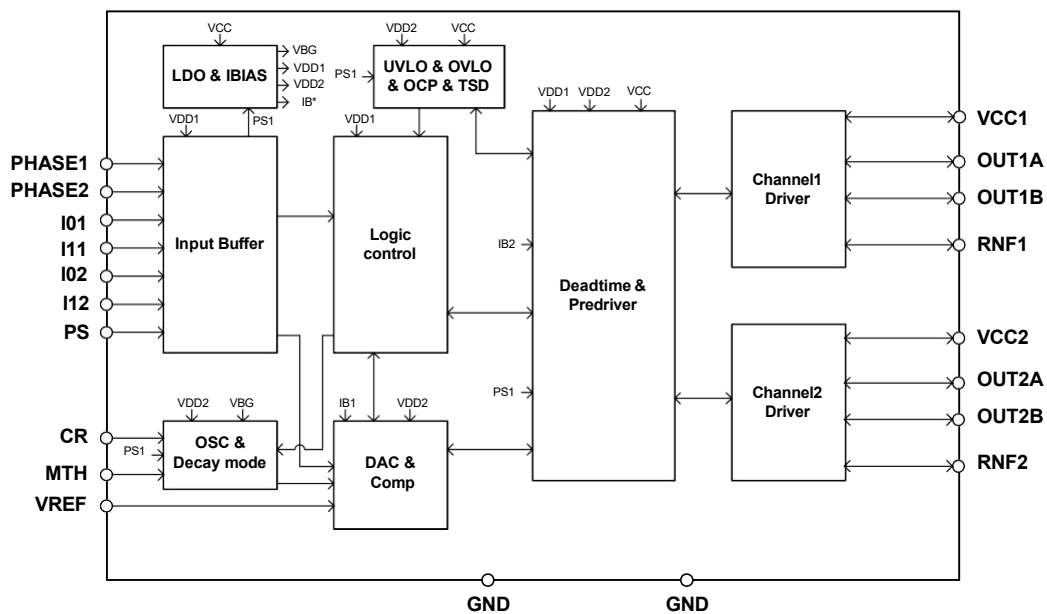 VCC
LDO & IBIAS
VBG
VDD1
VDD2
IB*
VDD2
VCC
PS1
UVLO & OVLO
& OCP & TSD
VDD1
PS1
VDD1
VDD1
VDD2
VCC
PHASE1
PHASE2
I01
I11
I02
I12
PS
Input Buffer
Logic
control
IB2
Deadtime &
Predriver
PS1
Channel1
Driver
VCC1
OUT1A
OUT1B
RNF1
Channel2
Driver
VCC2
OUT2A
OUT2B
RNF2
VDD2
VBG
IB1
VDD2
CR
PS1
MTH
VREF
OSC &
Decay mode
DAC &
Comp
GND
GND